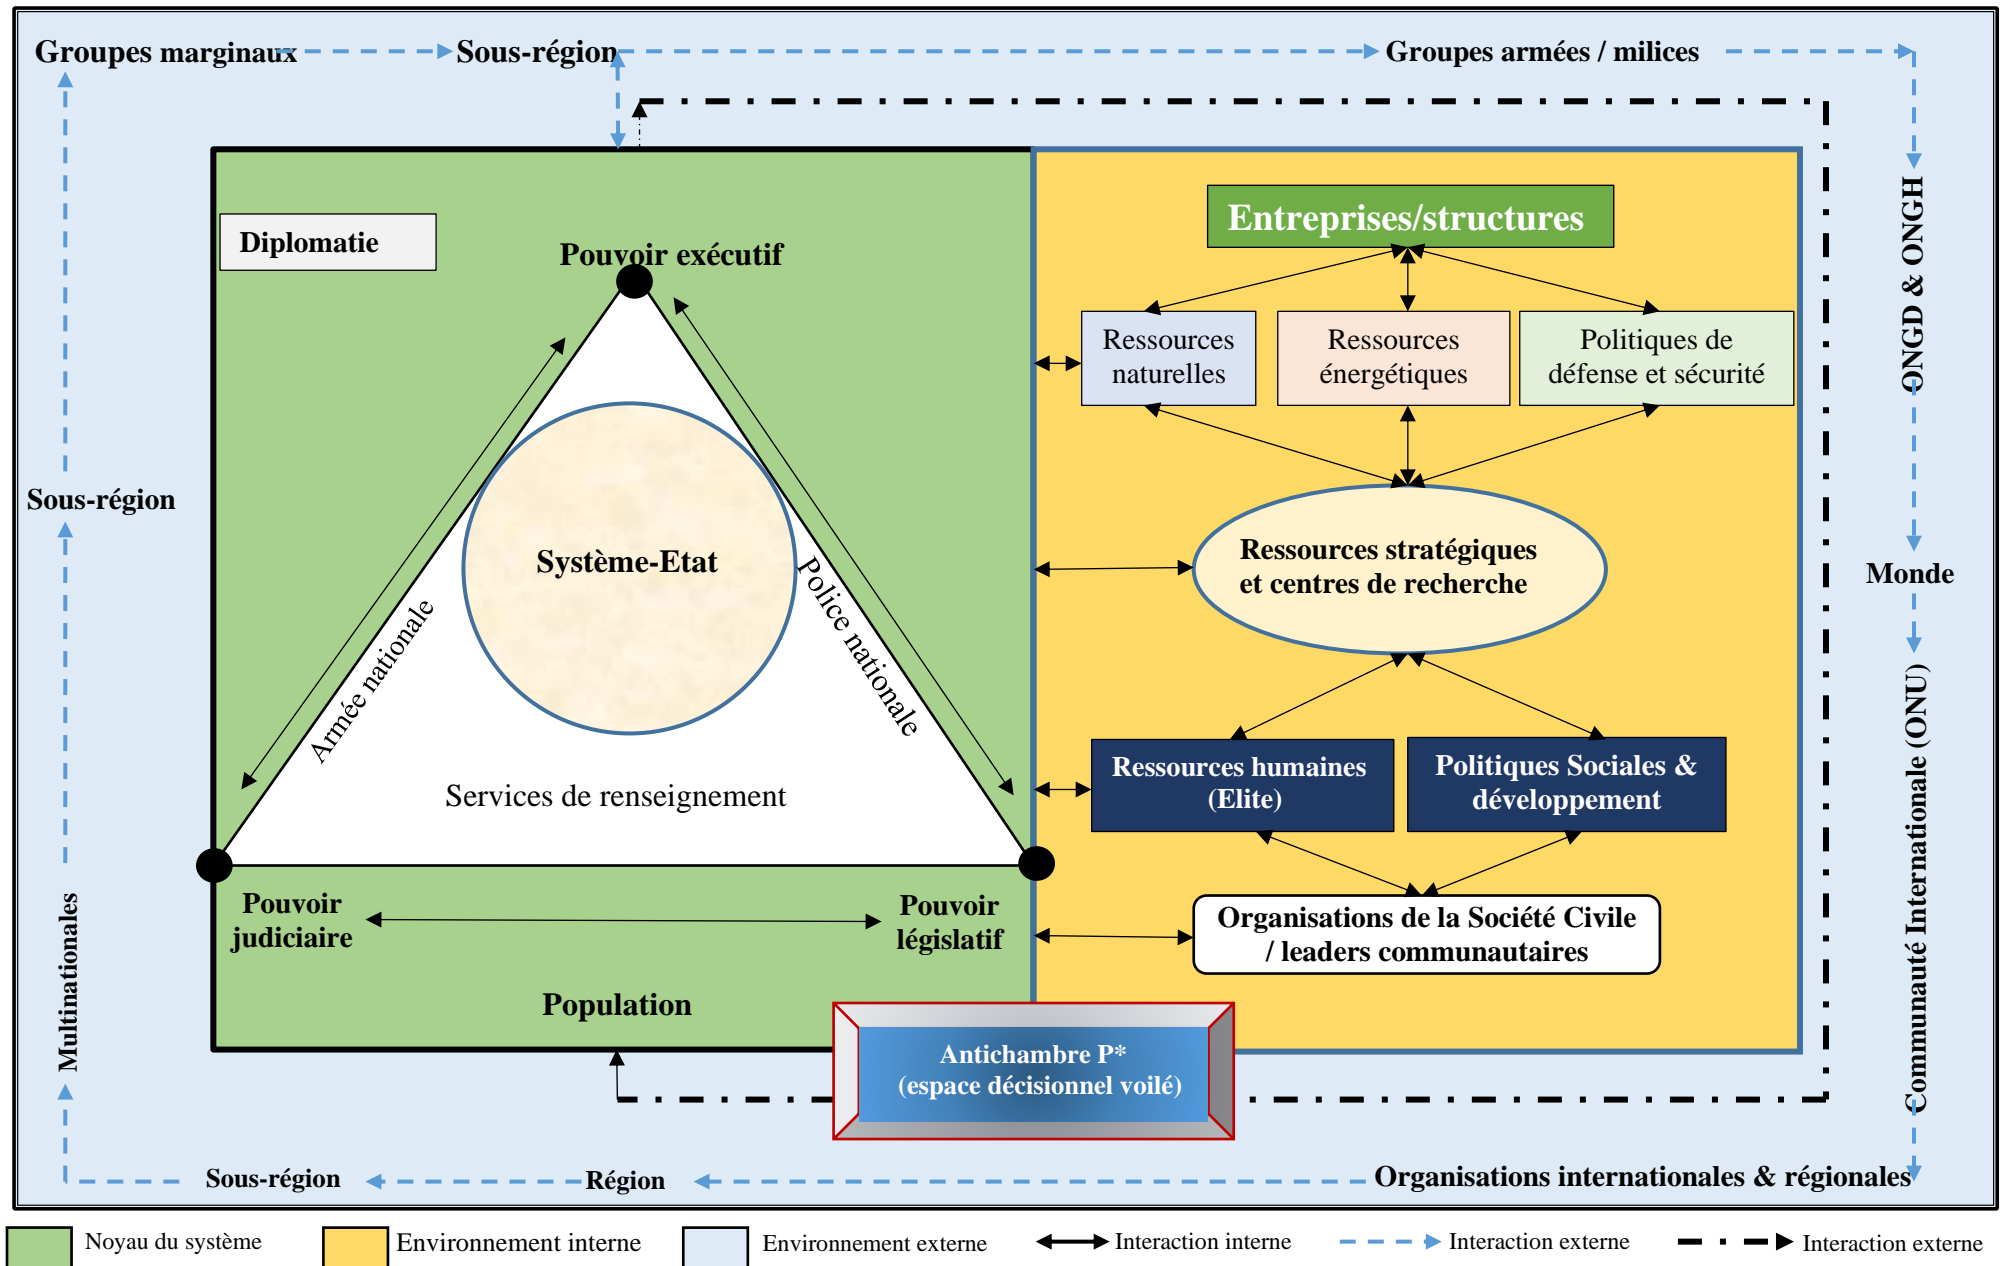 Groupes marginaux
Sous-région
Groupes armées / milices
Diplomatie
Pouvoir exécutif
Entreprises/structures
Ressources
naturelles
Ressources
énergétiques
Politiques de
défense et sécurité
ONGD & ONGH
Sous-région
Système-Etat
Armée nationale
Police nationale
Services de renseignement
Ressources stratégiques
et centres de recherche
Monde
Ressources humaines
(Elite)
Politiques Sociales &
développement
Pouvoir
judiciaire
Pouvoir
législatif
Organisations de la Société Civile
/ leaders communautaires
Communauté Internationale (ONU)
Multinationales
Population
Antichambre P*
(espace décisionnel voilé)
Sous-région
Région
Organisations internationales & régionales
Noyau du système
Environnement interne
Environnement externe
Interaction interne
Interaction externe
Interaction externe